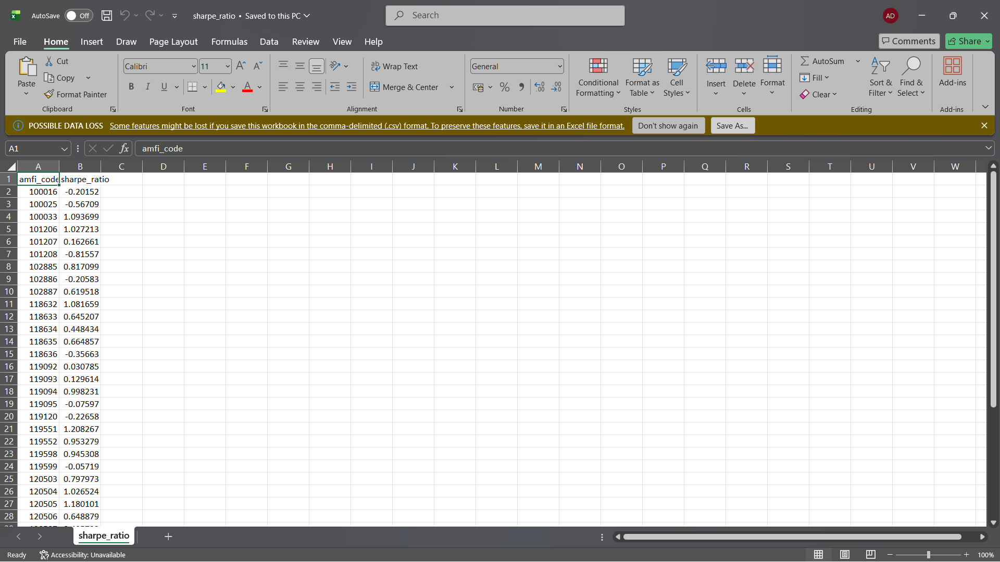 AutoSave Off sharpe_ratio • Saved to this PC Search AD
File Home Insert Draw Page Layout Formulas Data Review View Help Comments Share
Paste Cut Copy Format Painter Clipboard
Calibri 11 B I U A Font
ab Wrap Text Merge & Center Alignment
General % Number
Conditional Formatting Format as Table Cell Styles Styles
Insert Delete Format Cells
AutoSum Fill Clear Sort & Filter Find & Select Editing
Add-ins Add-ins
POSSIBLE DATA LOSS Some features might be lost if you save this workbook in the comma-delimited (.csv) format. To preserve these features, save it in an Excel file format. Don't show again Save As...
A1 fx amfi_code
A B C D E F G H I J K L M N O P Q R S T U V W
1 amfi_code sharpe_ratio
2 100016 -0.20152
3 100025 -0.56709
4 100033 1.093699
5 101206 1.027213
6 101207 0.162661
7 101208 -0.81557
8 102885 0.817099
9 102886 -0.20583
10 102887 0.619518
11 118632 1.081659
12 118633 0.645207
13 118634 0.448434
14 118635 0.664857
15 118636 -0.35663
16 119092 0.030785
17 119093 0.129614
18 119094 0.998231
19 119095 -0.07597
20 119120 -0.22658
21 119551 1.208267
22 119552 0.953279
23 119598 0.945308
24 119599 -0.05719
25 120503 0.797973
26 120504 1.026524
27 120505 1.180101
28 120506 0.648879
sharpe_ratio
Ready Accessibility: Unavailable 100%